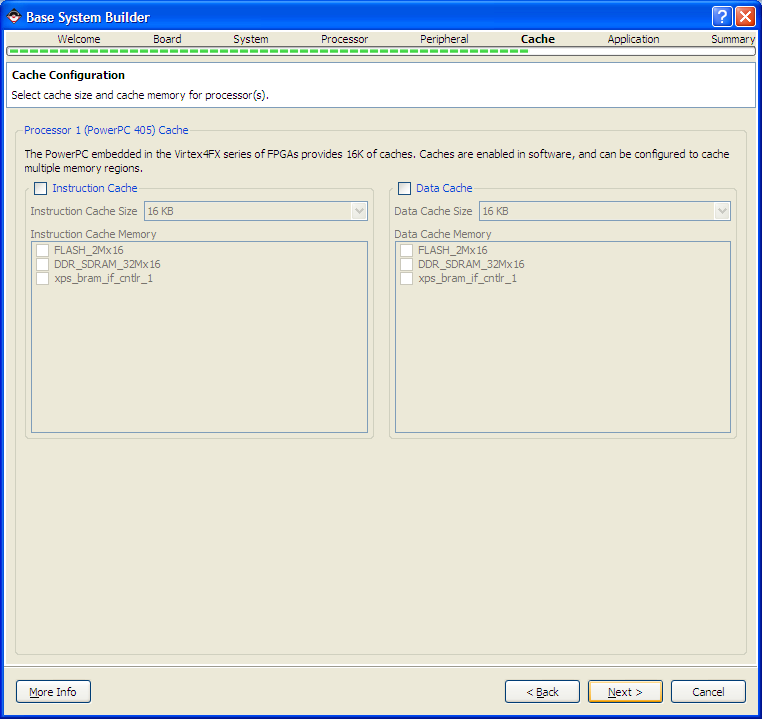 Base System Builder
Welcome Board System Processor Peripheral Cache Application Summary
Cache Configuration
Select cache size and cache memory for processor(s).
Processor 1 (PowerPC 405) Cache
The PowerPC embedded in the Virtex4FX series of FPGAs provides 16K of caches. Caches are enabled in software, and can be configured to cache
multiple memory regions.
Instruction Cache
Instruction Cache Size 16 KB
Instruction Cache Memory
FLASH_2Mx16
DDR_SDRAM_32Mx16
xps_bram_if_cntlr_1
Data Cache
Data Cache Size 16 KB
Data Cache Memory
FLASH_2Mx16
DDR_SDRAM_32Mx16
xps_bram_if_cntlr_1
More Info < Back Next > Cancel